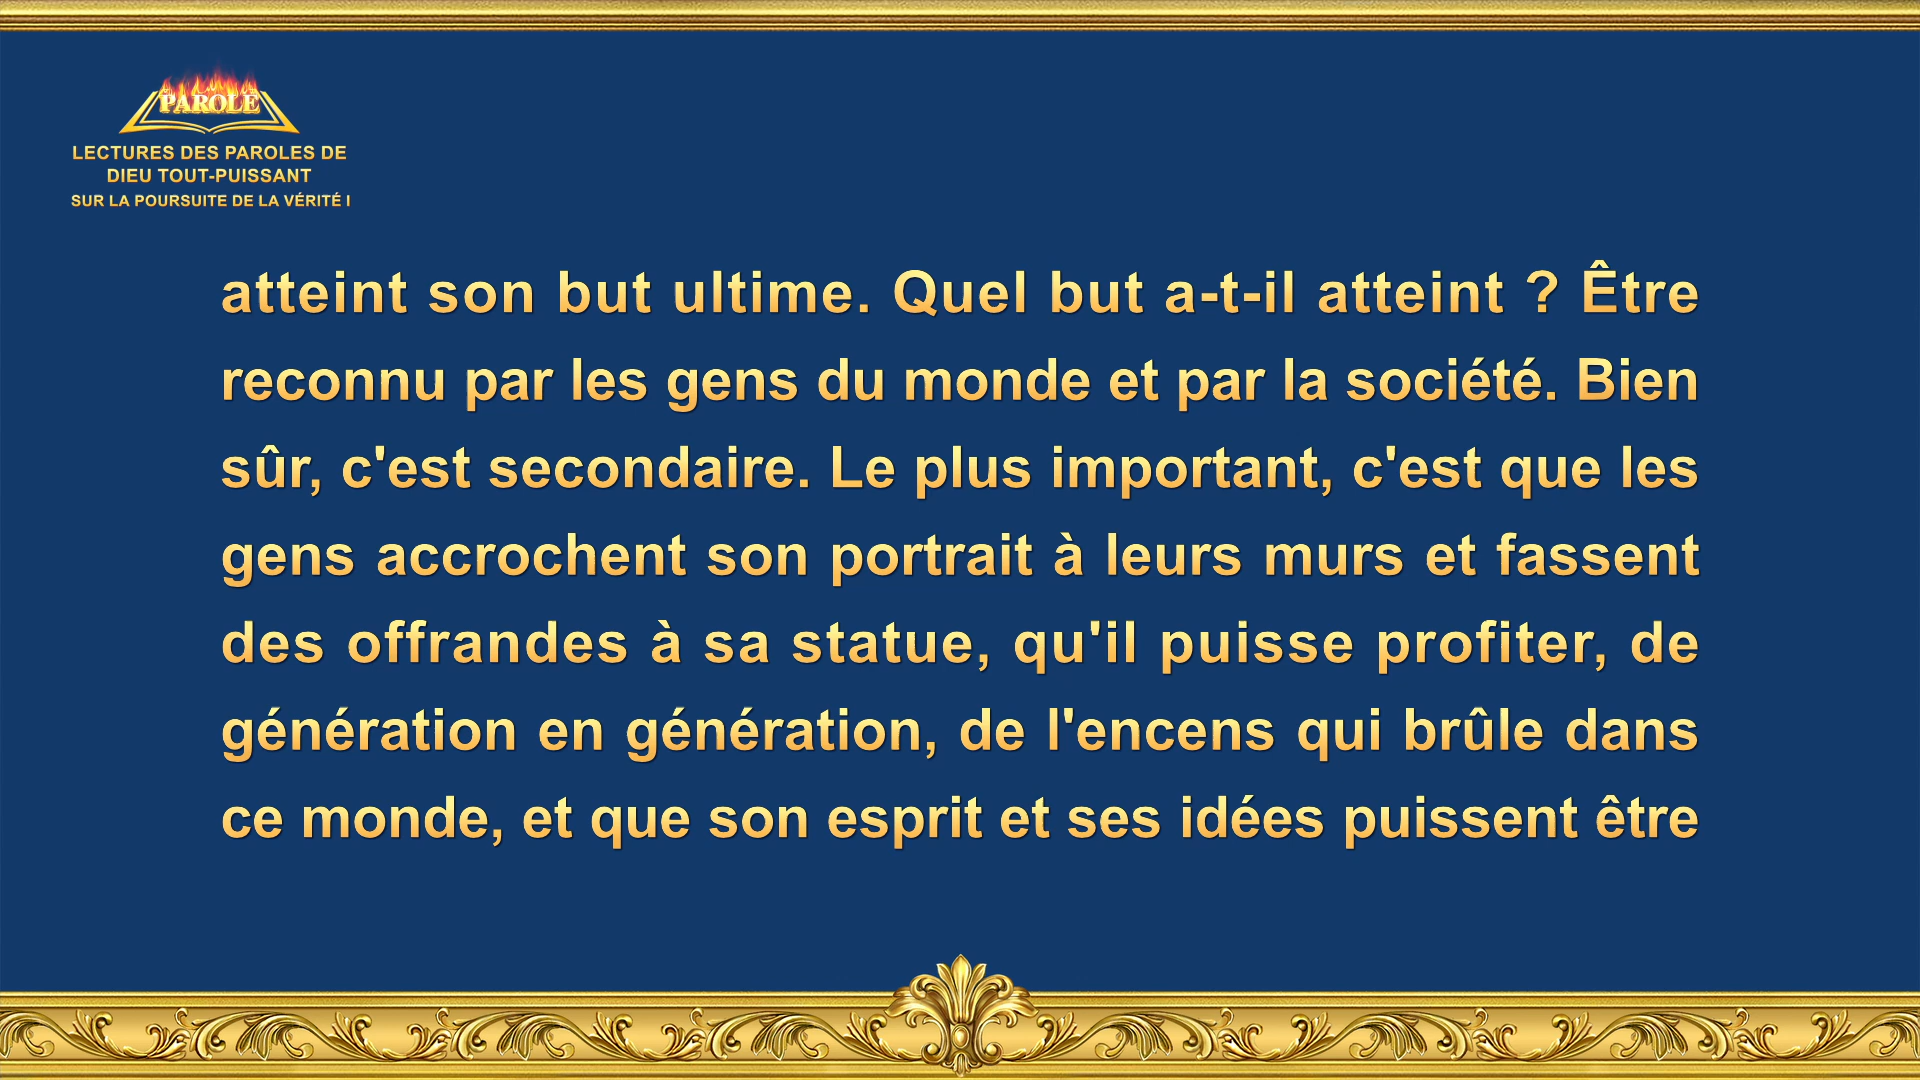 PAROLE
LECTURES DES PAROLES DE
DIEU TOUT-PUISSANT
SUR LA POURSUITE DE LA VÉRITÉ I
atteint son but ultime. Quel but a-t-il atteint ? Être
reconnu par les gens du monde et par la société. Bien
sûr, c'est secondaire. Le plus important, c'est que les
gens accrochent son portrait à leurs murs et fassent
des offrandes à sa statue, qu'il puisse profiter, de
génération en génération, de l'encens qui brûle dans
ce monde, et que son esprit et ses idées puissent être